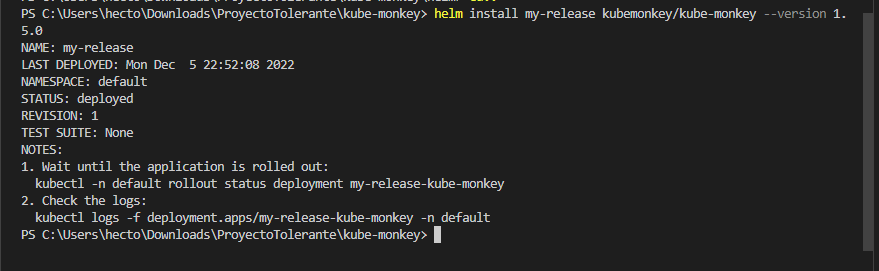 PS C:\Users\hecto\Downloads\ProyectoTolerante\kube-monkey> helm install my-release kubemonkey/kube-monkey --version 1.
5.0
NAME: my-release
LAST DEPLOYED: Mon Dec  5 22:52:08 2022
NAMESPACE: default
STATUS: deployed
REVISION: 1
TEST SUITE: None
NOTES:
1. Wait until the application is rolled out:
  kubectl -n default rollout status deployment my-release-kube-monkey
2. Check the logs:
  kubectl logs -f deployment.apps/my-release-kube-monkey -n default
PS C:\Users\hecto\Downloads\ProyectoTolerante\kube-monkey>